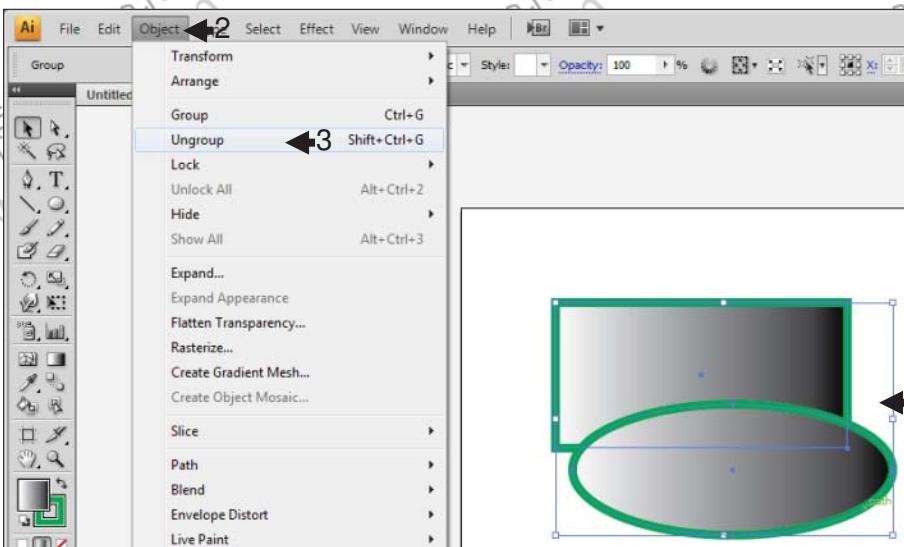 Ai File Edit Object 2 Select Effect View Window Help Br
Group Style: Opacity: 100 % X:
Untitled
Transform
Arrange
Group Ctrl+G
Ungroup 3 Shift+Ctrl+G
Lock
Unlock All Alt+Ctrl+2
Hide
Show All Alt+Ctrl+3
Expand...
Expand Appearance
Flatten Transparency...
Rasterize...
Create Gradient Mesh...
Create Object Mosaic...
Slice
Path
Blend
Envelope Distort
Live Paint
path